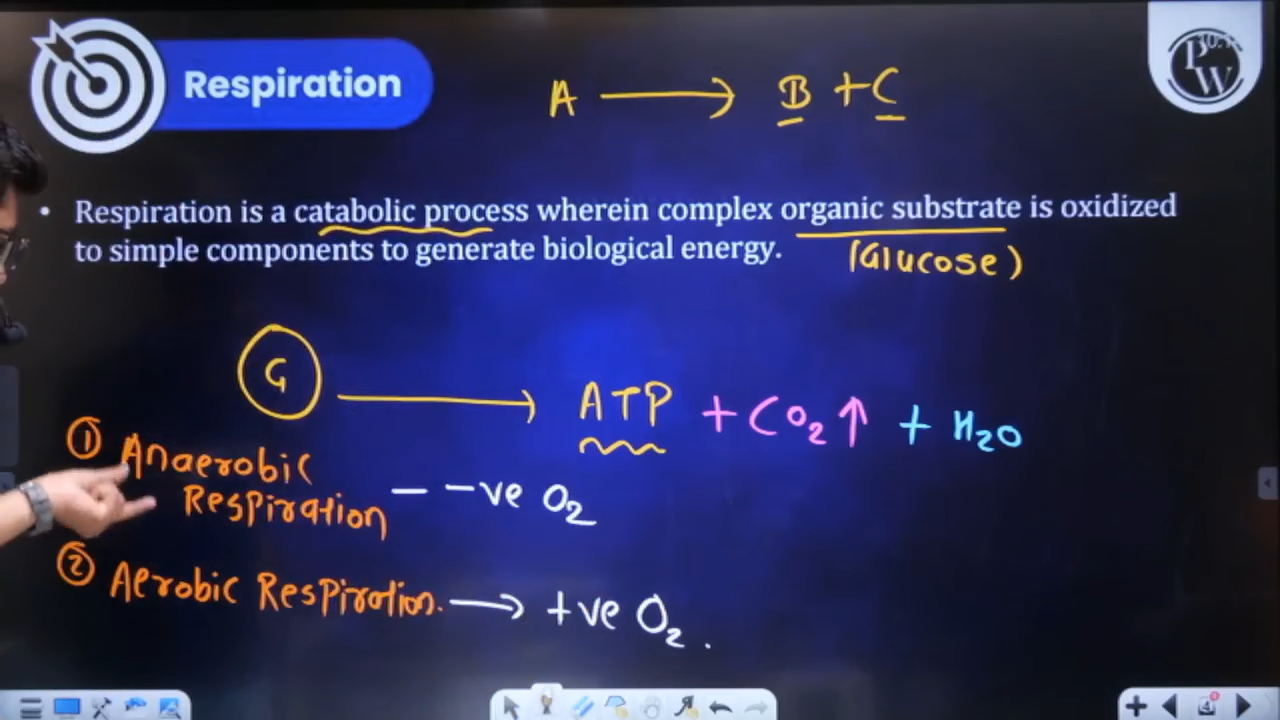 Respiration
A ⟶ B + C
• Respiration is a catabolic process wherein complex organic substrate is oxidized
to simple components to generate biological energy.
(Glucose)
G ⟶ ATP + CO₂↑ + H₂O
① Anaerobic
Respiration – -ve O₂
② Aerobic Respiration. ⟶ +ve O₂.
PW